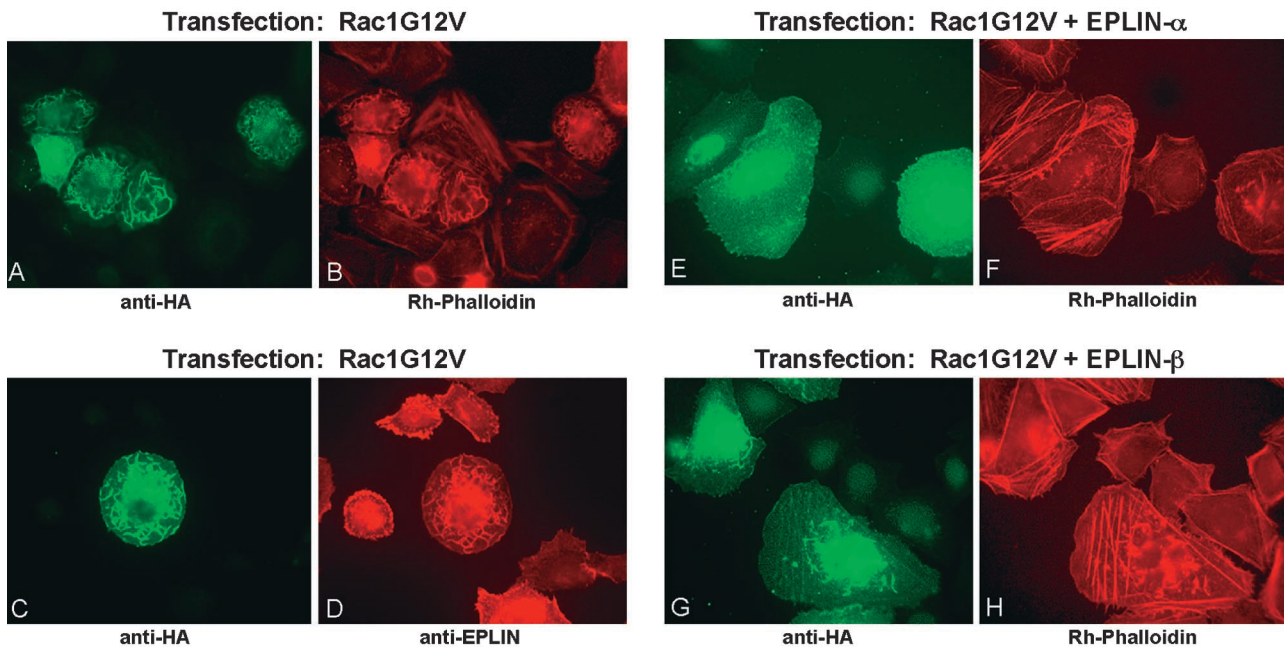 Transfection: Rac1G12V
Transfection: Rac1G12V + EPLIN-α
A
B
E
F
anti-HA
Rh-Phalloidin
anti-HA
Rh-Phalloidin
Transfection: Rac1G12V
Transfection: Rac1G12V + EPLIN-β
C
D
G
H
anti-HA
anti-EPLIN
anti-HA
Rh-Phalloidin